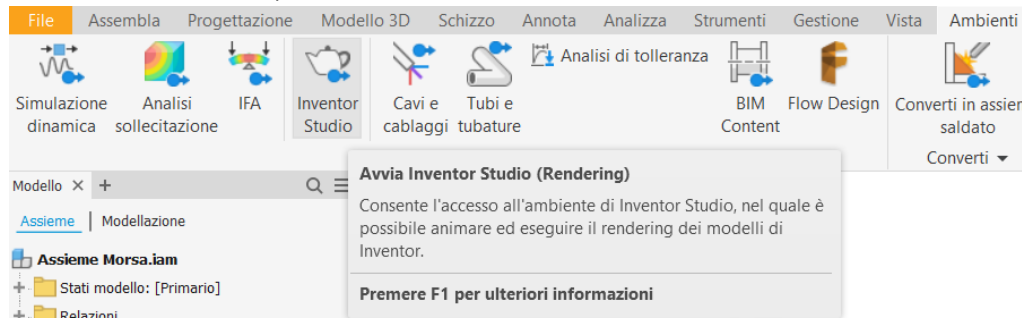 File Assembla Progettazione Modello 3D Schizzo Annota Analizza Strumenti Gestione Vista Ambienti
Simulazione dinamica
Analisi sollecitazione
IFA
Inventor Studio
Cavi e cablaggi
Tubi e tubature
Analisi di tolleranza
BIM Content
Flow Design
Converti in assier
saldato
Converti
Modello × +
Assieme | Modellazione
Assieme Morsa.iam
Stati modello: [Primario]
Relazioni
Avvia Inventor Studio (Rendering)
Consente l'accesso all'ambiente di Inventor Studio, nel quale è
possibile animare ed eseguire il rendering dei modelli di
Inventor.
Premere F1 per ulteriori informazioni